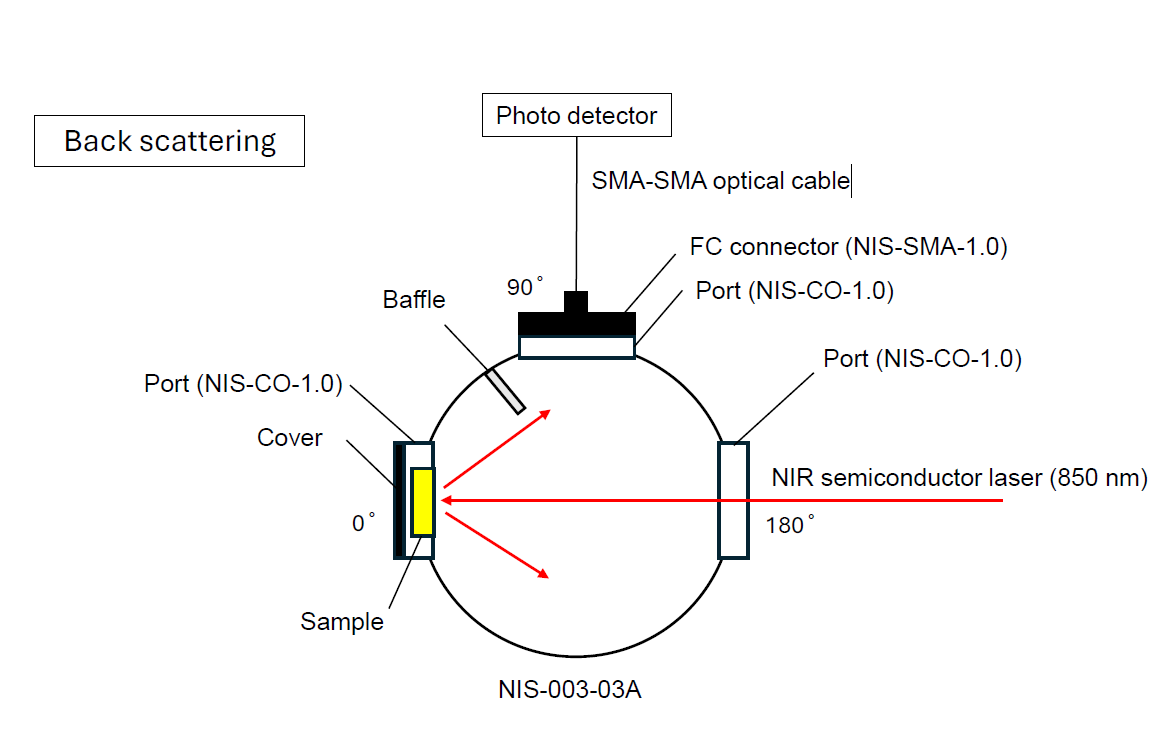 Photo detector
Back scattering
SMA-SMA optical cable
FC connector (NIS-SMA-1.0)
90°
Port (NIS-CO-1.0)
Baffle
Port (NIS-CO-1.0)
Port (NIS-CO-1.0)
Cover
NIR semiconductor laser (850 nm)
0°
180°
Sample
NIS-003-03A